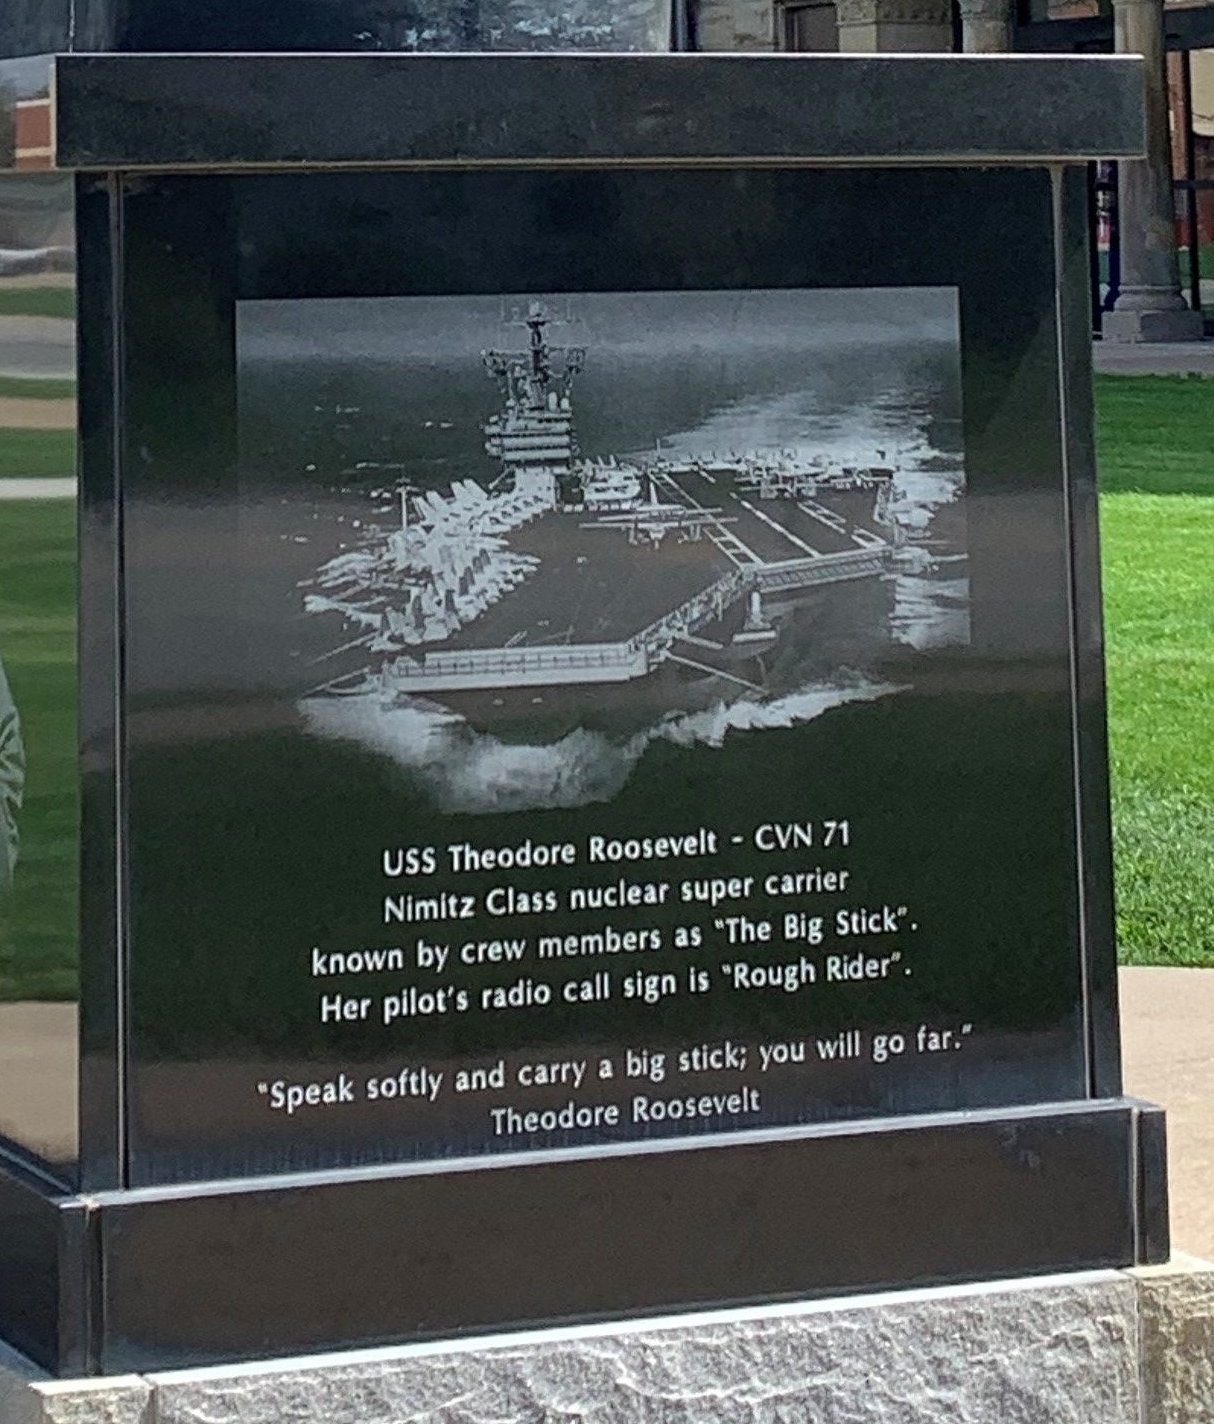 USS Theodore Roosevelt - CVN 71
Nimitz Class nuclear super carrier
known by crew members as "The Big Stick".
Her pilot's radio call sign is "Rough Rider".
"Speak softly and carry a big stick; you will go far."
Theodore Roosevelt